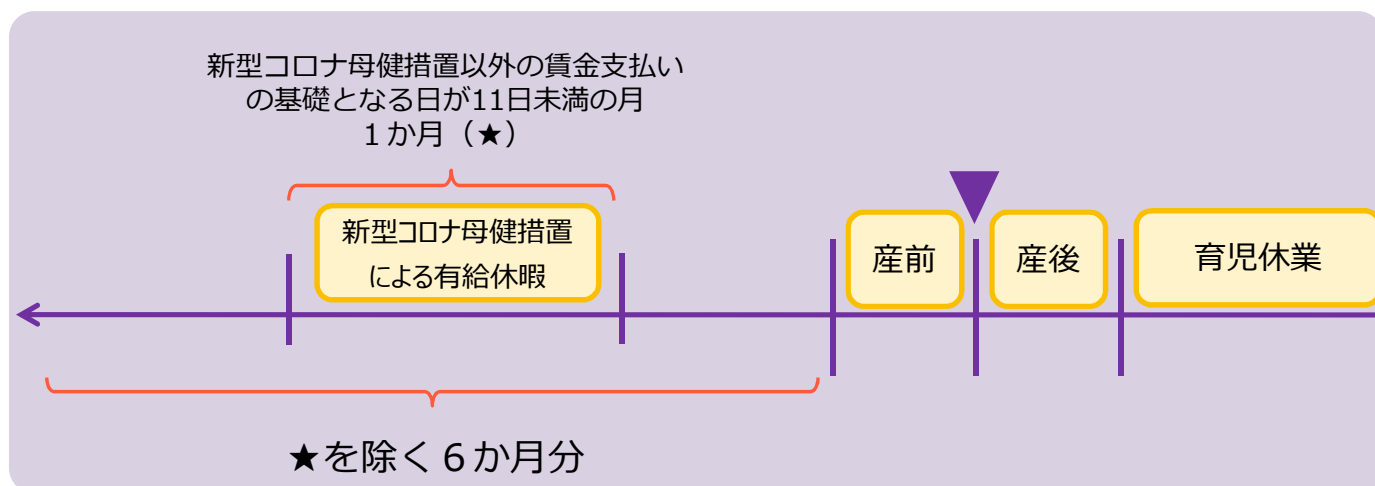 新型コロナ母健措置以外の賃金支払い
の基礎となる日が11日未満の月
１か月（★）
新型コロナ母健措置
による有給休暇
産前
産後
育児休業
★を除く６か月分